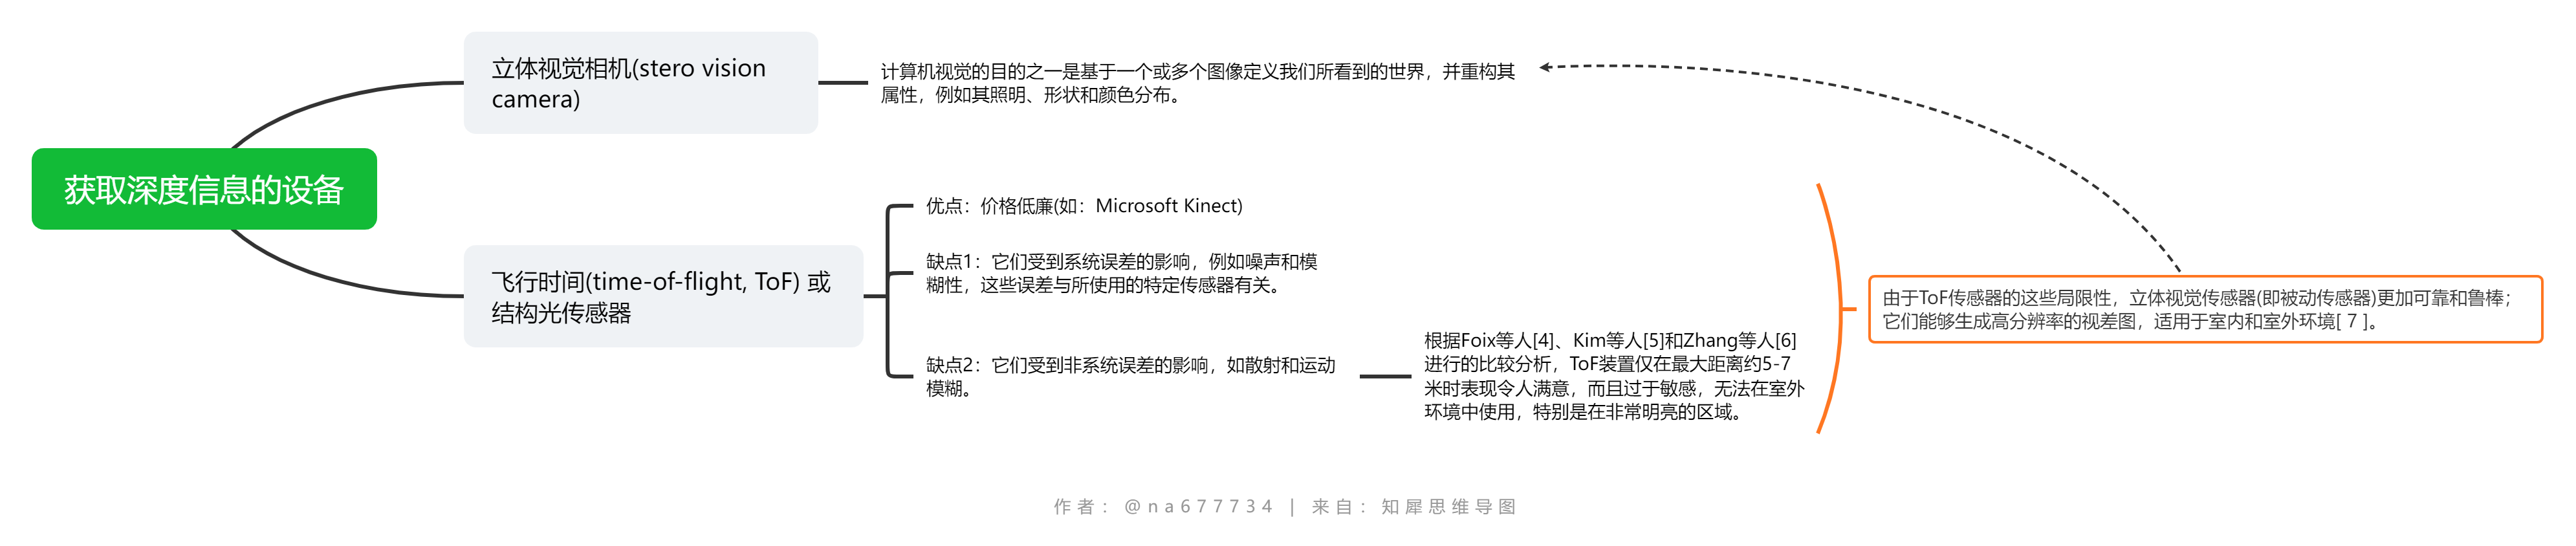 获取深度信息的设备
立体视觉相机(stero vision
camera)
计算机视觉的目的之一是基于一个或多个图像定义我们所看到的世界，并重构其
属性，例如其照明、形状和颜色分布。
飞行时间(time-of-flight, ToF) 或
结构光传感器
优点：价格低廉(如：Microsoft Kinect)
缺点1：它们受到系统误差的影响，例如噪声和模
糊性，这些误差与所使用的特定传感器有关。
缺点2：它们受到非系统误差的影响，如散射和运动
模糊。
根据Foix等人[4]、Kim等人[5]和Zhang等人[6]
进行的比较分析，ToF装置仅在最大距离约5-7
米时表现令人满意，而且过于敏感，无法在室外
环境中使用，特别是在非常明亮的区域。
由于ToF传感器的这些局限性，立体视觉传感器(即被动传感器)更加可靠和鲁棒；
它们能够生成高分辨率的视差图，适用于室内和室外环境[ 7 ]。
作者：@na677734 | 来自：知犀思维导图